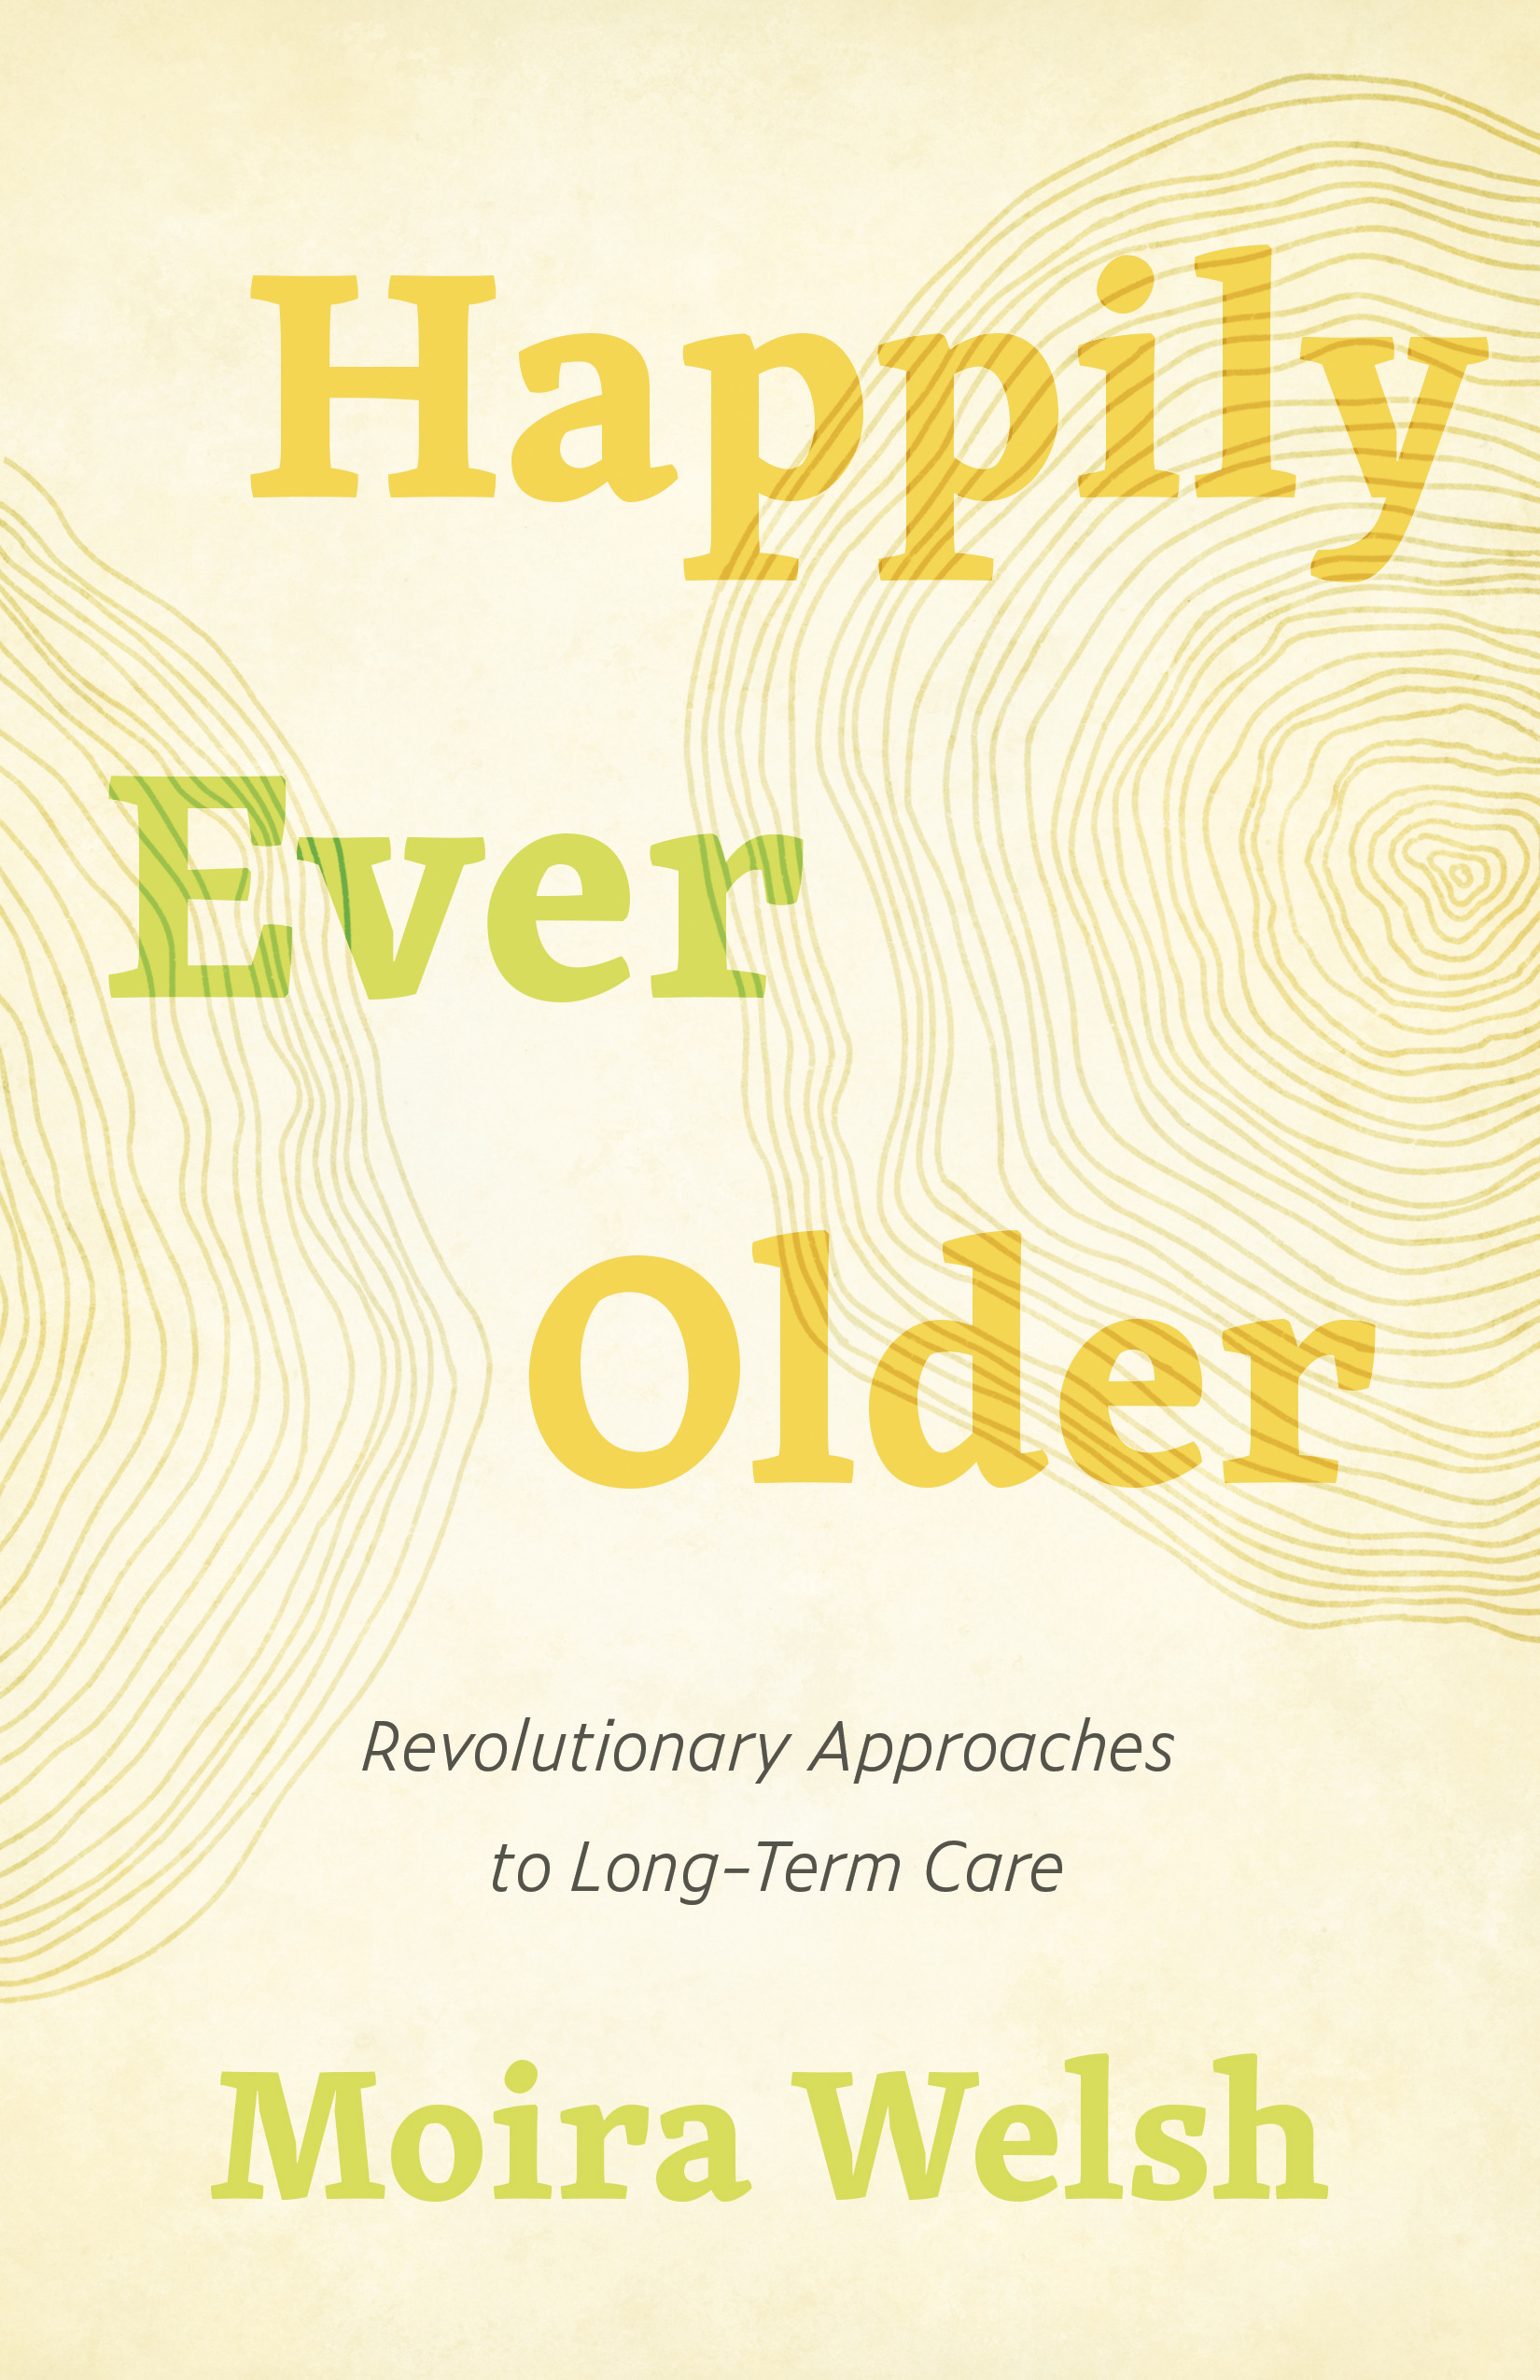 Happily
Ever
Older
Revolutionary Approaches
to Long-Term Care
Moira Welsh